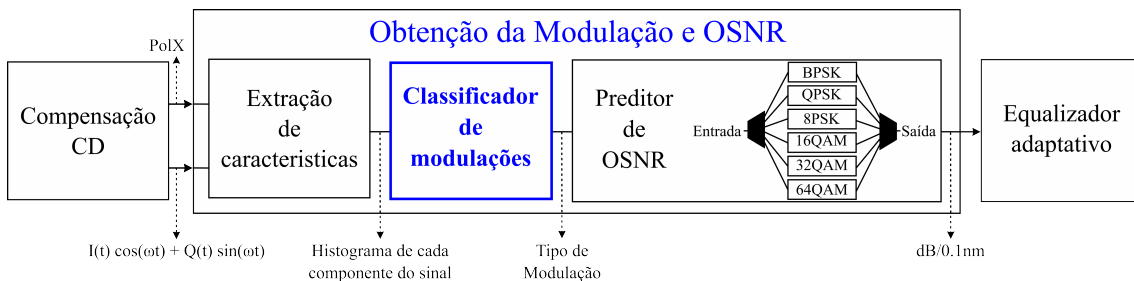 Obtenção da Modulação e OSNR
PolX
Compensação
CD
Extração
de
caracteristicas
Classificador
de
modulações
Preditor
de
OSNR
Entrada
BPSK
QPSK
8PSK
16QAM
32QAM
64QAM
Saída
Equalizador
adaptativo
I(t) cos(ωt) + Q(t) sin(ωt)
Histograma de cada
componente do sinal
Tipo de
Modulação
dB/0.1nm